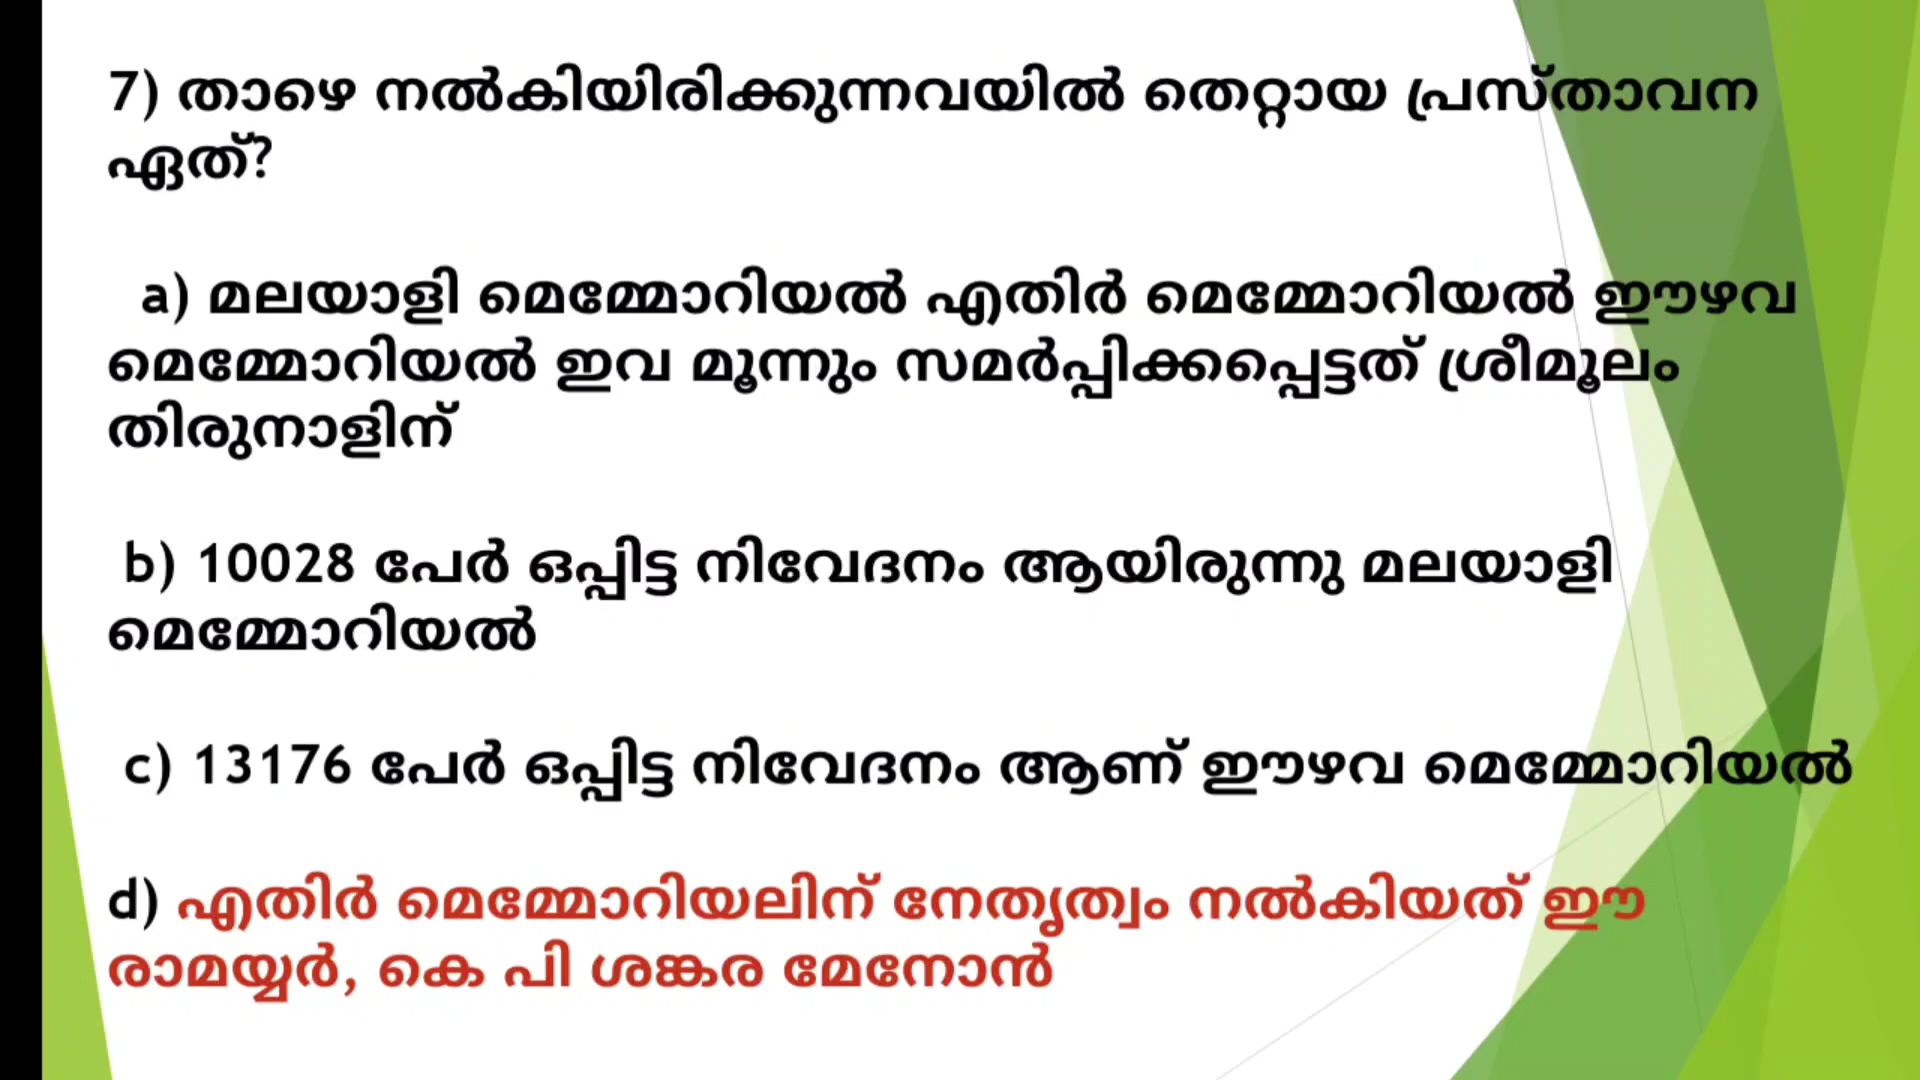 7) താഴെ നൽകിയിരിക്കുന്നവയിൽ തെറ്റായ പ്രസ്താവന
ഏത്?
a) മലയാളി മെമ്മോറിയൽ എതിർ മെമ്മോറിയൽ ഈഴവ
മെമ്മോറിയൽ ഇവ മൂന്നും സമർപ്പിക്കപ്പെട്ടത് ശ്രീമൂലം
തിരുനാളിന്
b) 10028 പേർ ഒപ്പിട്ട നിവേദനം ആയിരുന്നു മലയാളി
മെമ്മോറിയൽ
c) 13176 പേർ ഒപ്പിട്ട നിവേദനം ആണ് ഈഴവ മെമ്മോറിയൽ
d) എതിർ മെമ്മോറിയലിന് നേതൃത്വം നൽകിയത് ഈ
രാമയ്യർ, കെ പി ശങ്കര മേനോൻ